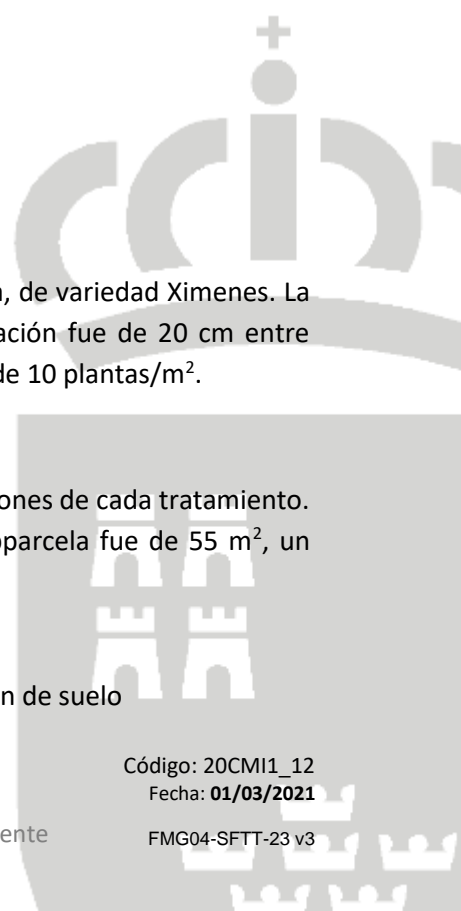 , de variedad Ximenes. La
ación fue de 20 cm entre
de 10 plantas/m².
ones de cada tratamiento.
parcela fue de 55 m², un
n de suelo
Código: 20CMI1_12
Fecha: 01/03/2021
ente
FMG04-SFTT-23 v3